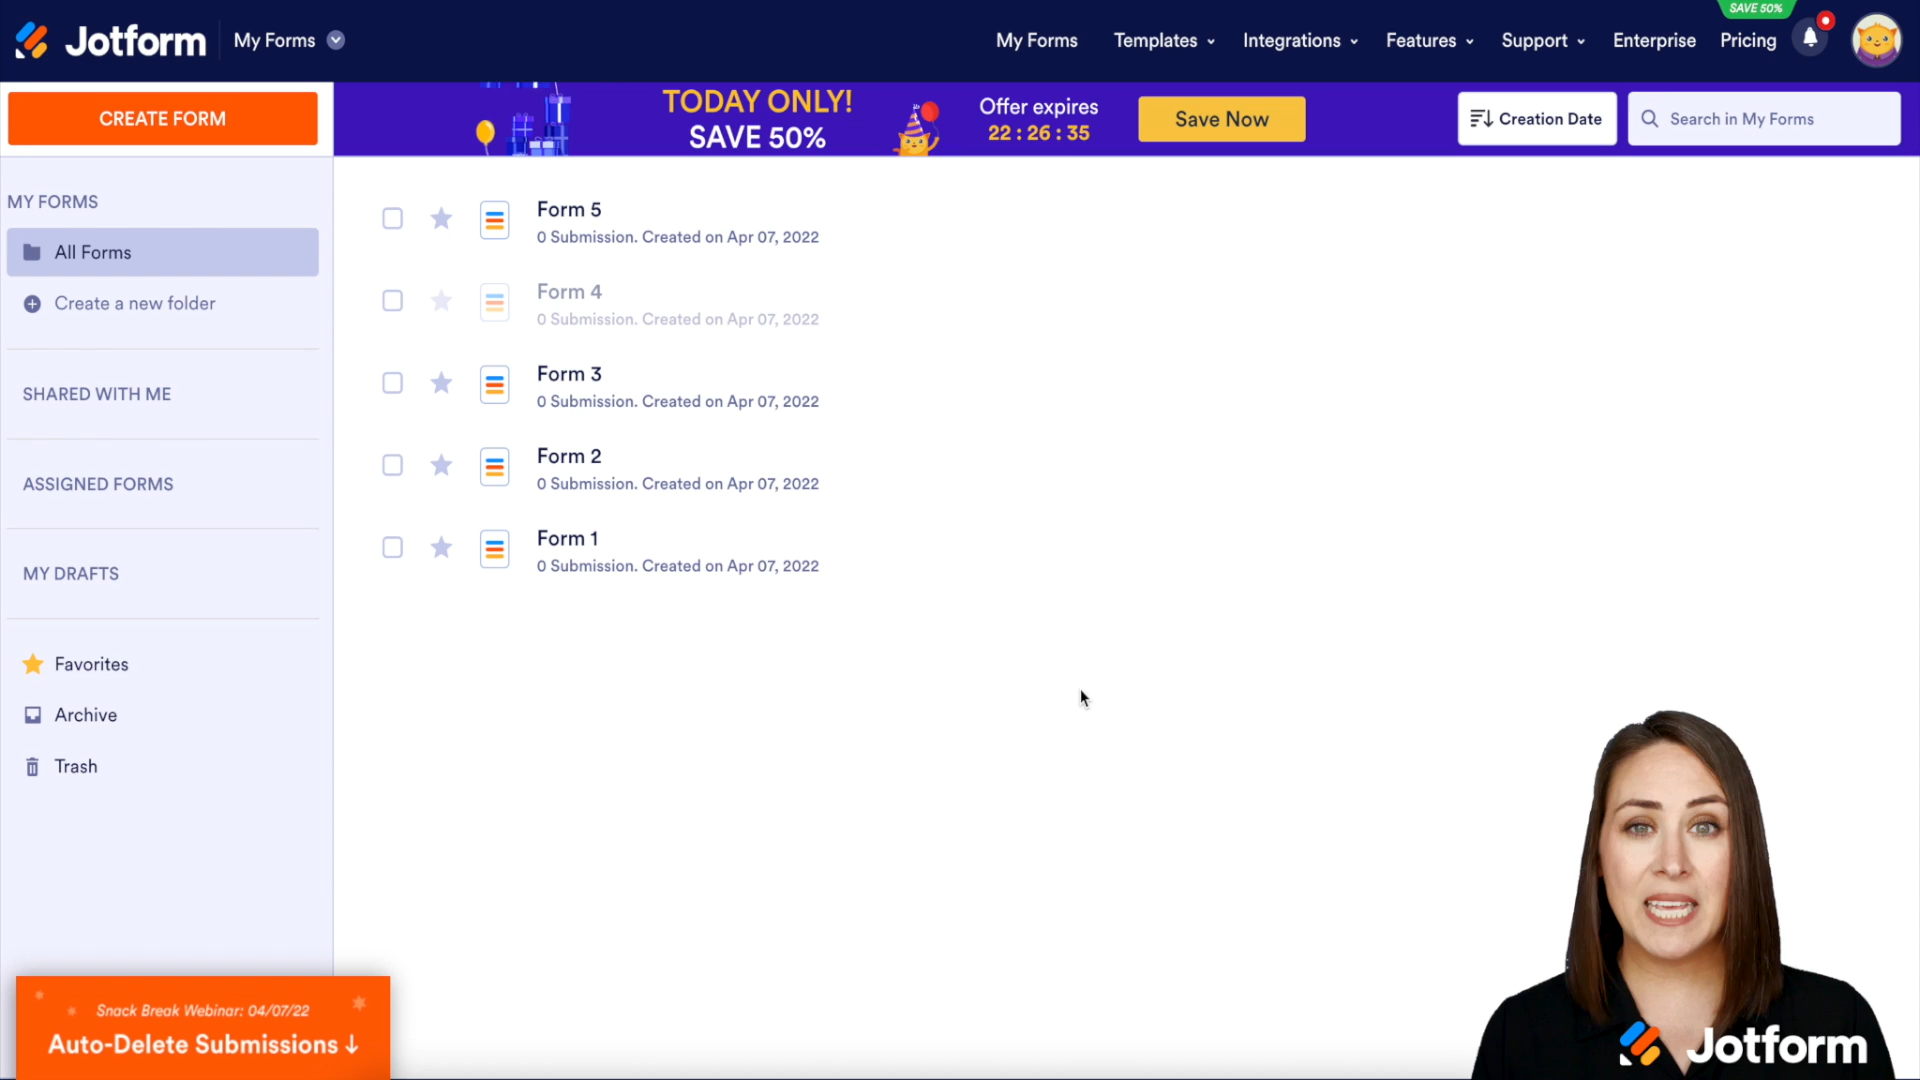 Jotform
My Forms
My Forms
Templates
Integrations
Features
Support
Enterprise
Pricing
SAVE 50%
CREATE FORM
TODAY ONLY!
SAVE 50%
Offer expires
22 : 26 : 35
Save Now
Creation Date
Search in My Forms
MY FORMS
All Forms
Create a new folder
SHARED WITH ME
ASSIGNED FORMS
MY DRAFTS
Favorites
Archive
Trash
Form 5
0 Submission. Created on Apr 07, 2022
Form 4
0 Submission. Created on Apr 07, 2022
Form 3
0 Submission. Created on Apr 07, 2022
Form 2
0 Submission. Created on Apr 07, 2022
Form 1
0 Submission. Created on Apr 07, 2022
Snack Break Webinar: 04/07/22
Auto-Delete Submissions ↓
Jotform